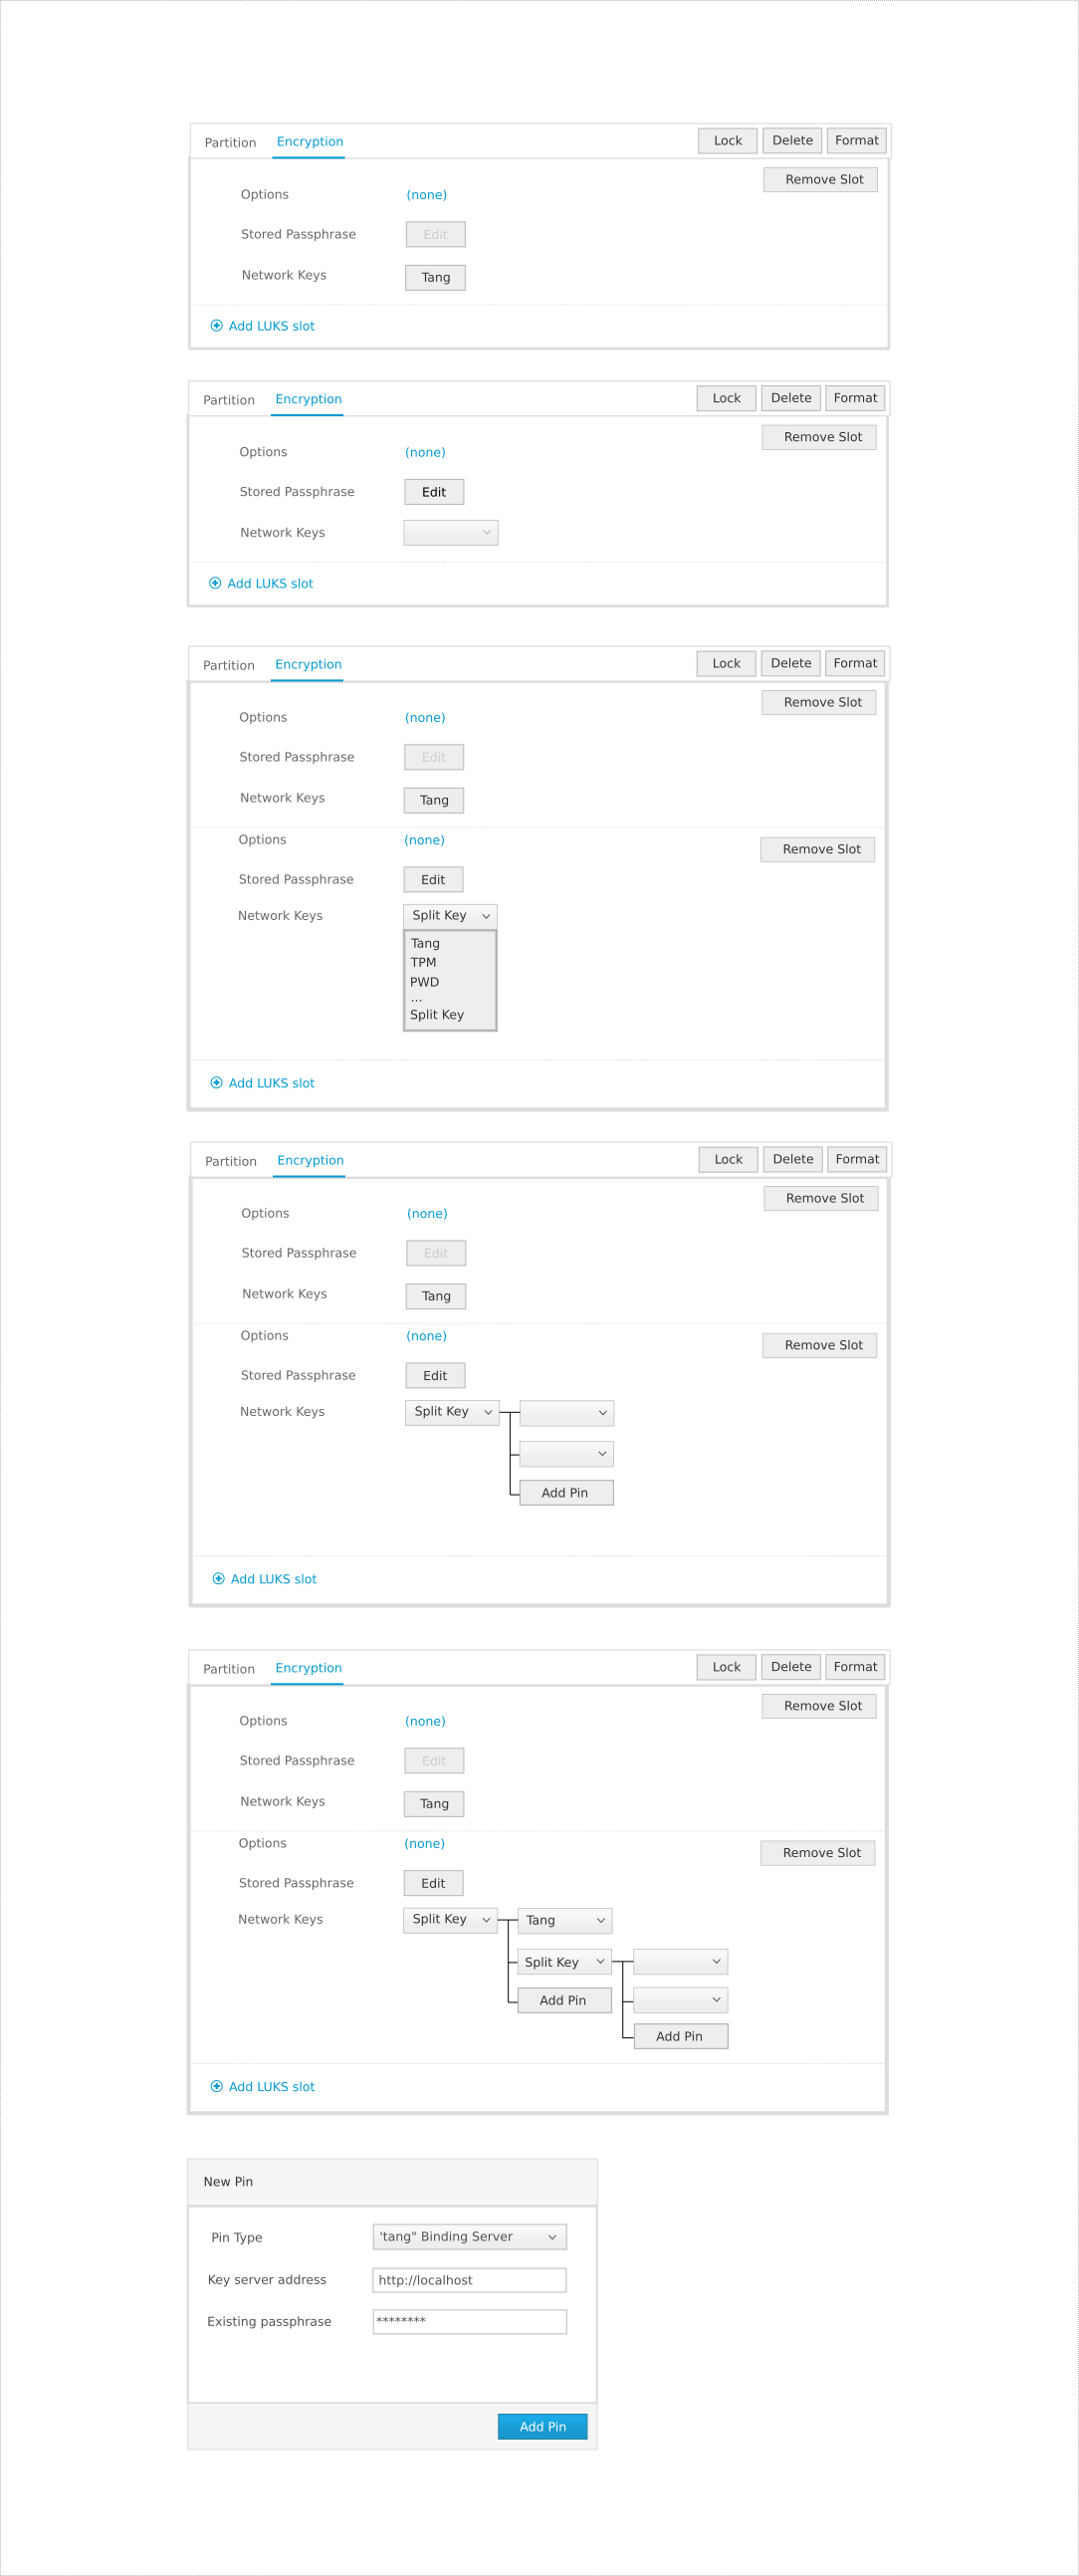 Partition Encryption Lock Delete Format
Remove Slot
Options (none)
Stored Passphrase Edit
Network Keys Tang
Add LUKS slot
Partition Encryption Lock Delete Format
Remove Slot
Options (none)
Stored Passphrase Edit
Network Keys
Add LUKS slot
Partition Encryption Lock Delete Format
Remove Slot
Options (none)
Stored Passphrase Edit
Network Keys Tang
Options (none)
Remove Slot
Stored Passphrase Edit
Network Keys Split Key
Tang
TPM
PWD
...
Split Key
Add LUKS slot
Partition Encryption Lock Delete Format
Remove Slot
Options (none)
Stored Passphrase Edit
Network Keys Tang
Options (none)
Remove Slot
Stored Passphrase Edit
Network Keys Split Key
Add Pin
Add LUKS slot
Partition Encryption Lock Delete Format
Remove Slot
Options (none)
Stored Passphrase Edit
Network Keys Tang
Options (none)
Remove Slot
Stored Passphrase Edit
Network Keys Split Key Tang
Split Key
Add Pin
Add Pin
Add LUKS slot
New Pin
Pin Type 'tang" Binding Server
Key server address http://localhost
Existing passphrase ********
Add Pin